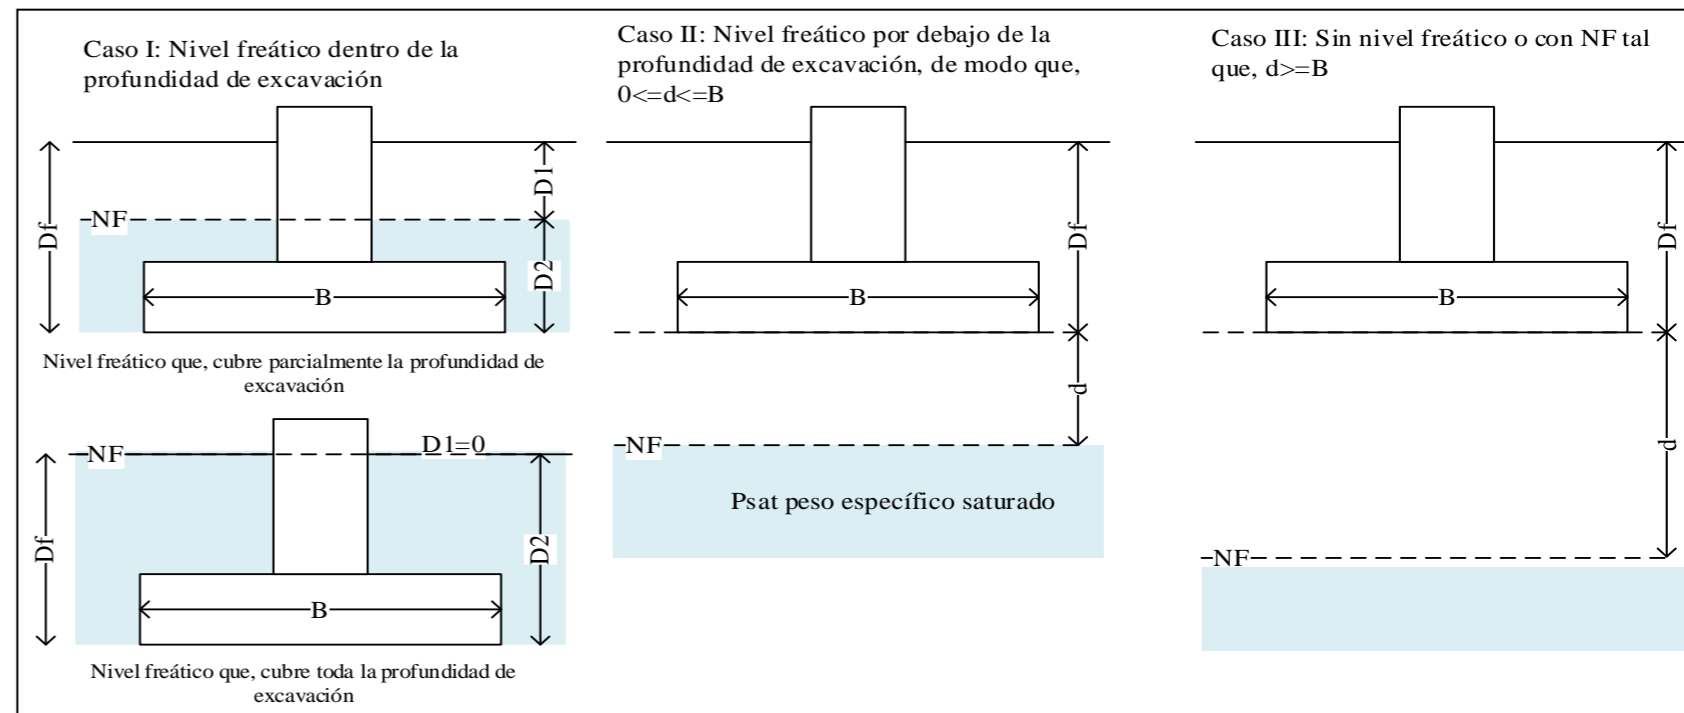 Caso I: Nivel freático dentro de la
profundidad de excavación
Df
NF
D1
D2
B
Nivel freático que, cubre parcialmente la profundidad de
excavación
NF
D1=0
Df
D2
B
Nivel freático que, cubre toda la profundidad de
excavación
Caso II: Nivel freático por debajo de la
profundidad de excavación, de modo que,
0<=d<=B
Df
B
d
NF
Psat peso específico saturado
Caso III: Sin nivel freático o con NF tal
que, d>=B
Df
B
d
NF